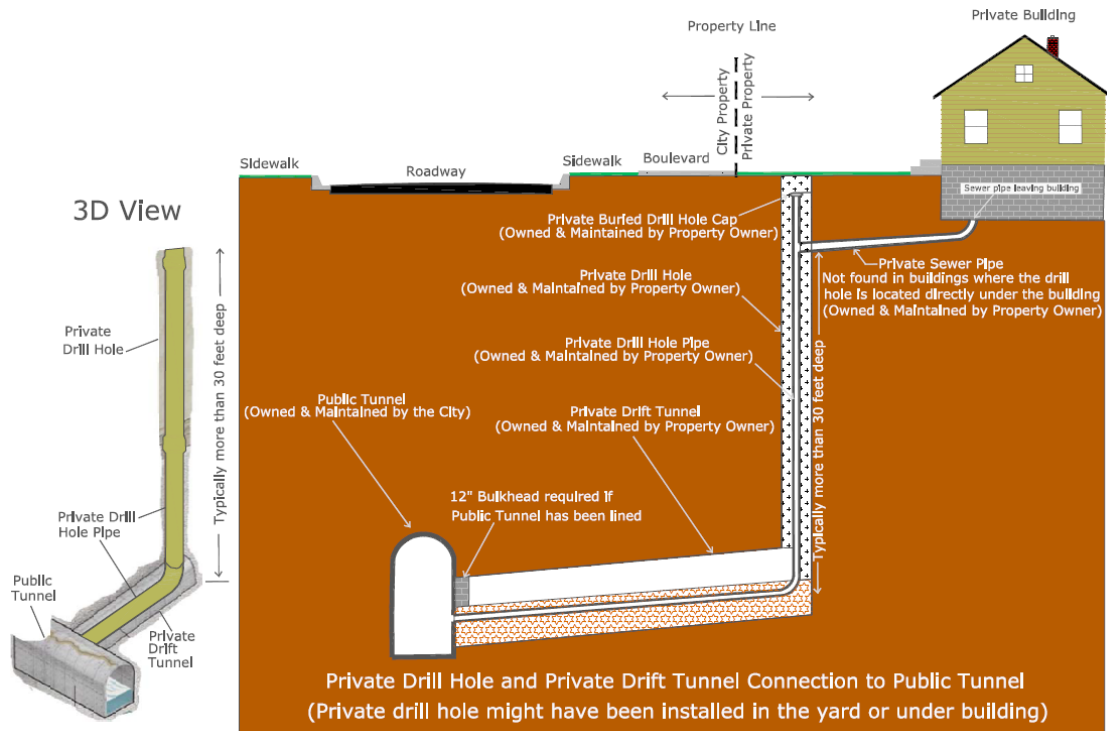 Private Building
Property Line
City Property
Private Property
Sidewalk
Roadway
Sidewalk
Boulevard
Sewer pipe leaving building
3D View
Private Buried Drill Hole Cap
(Owned & Maintained by Property Owner)
Private Sewer Pipe
Not found in buildings where the drill
hole is located directly under the building
(Owned & Maintained by Property Owner)
Private Drill Hole
(Owned & Maintained by Property Owner)
Private
Drill Hole
Typically more than 30 feet deep
Private Drill Hole Pipe
(Owned & Maintained by Property Owner)
Typically more than 30 feet deep
Public Tunnel
(Owned & Maintained by the City)
Private Drift Tunnel
(Owned & Maintained by Property Owner)
12" Bulkhead required if
Public Tunnel has been lined
Private Drill
Hole Pipe
Public
Tunnel
Private
Drift
Tunnel
Private Drill Hole and Private Drift Tunnel Connection to Public Tunnel
(Private drill hole might have been installed in the yard or under building)